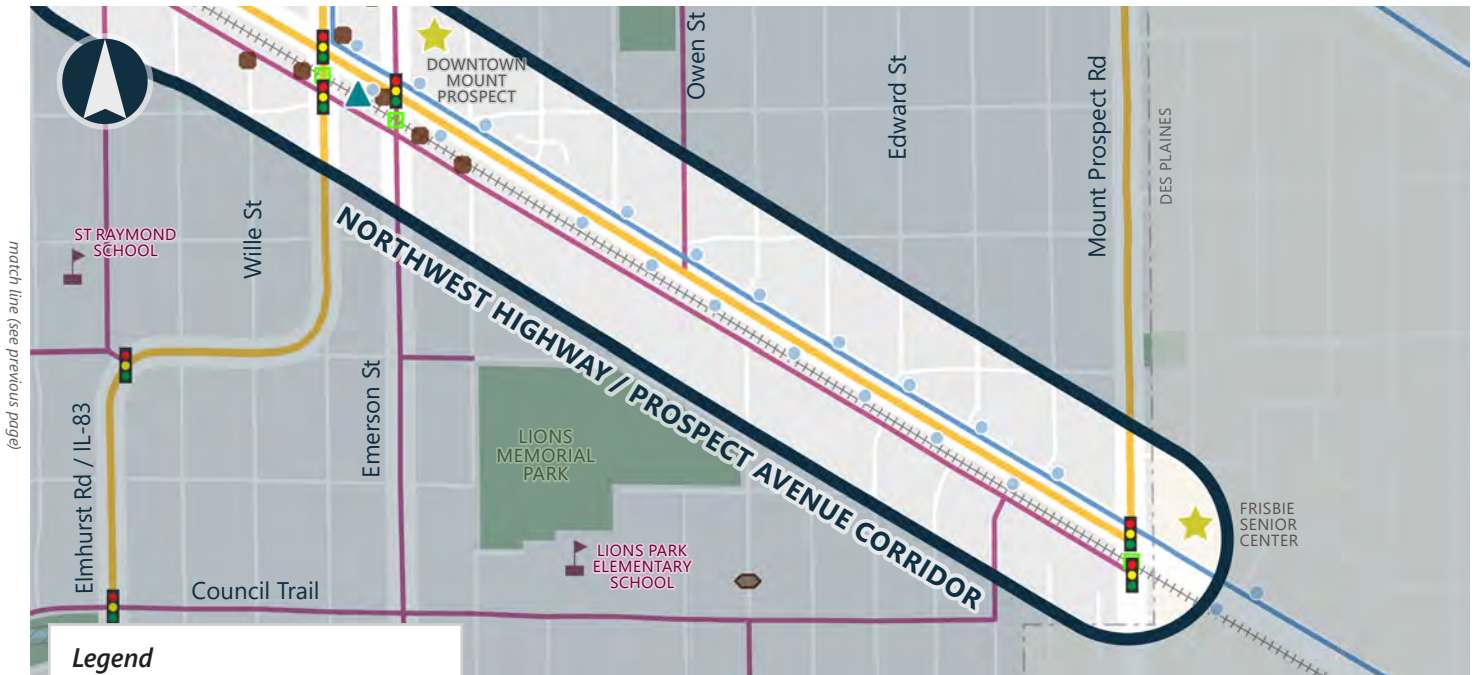 Owen St
DOWNTOWN
MOUNT
PROSPECT
Edward St
Mount Prospect Rd
DES PLAINES
match line (see previous page)
ST RAYMOND
SCHOOL
Wille St
NORTHWEST HIGHWAY / PROSPECT AVENUE CORRIDOR
Elmhurst Rd / IL-83
Emerson St
LIONS
MEMORIAL
PARK
FRISBIE
SENIOR
CENTER
LIONS PARK
ELEMENTARY
SCHOOL
Council Trail
Legend